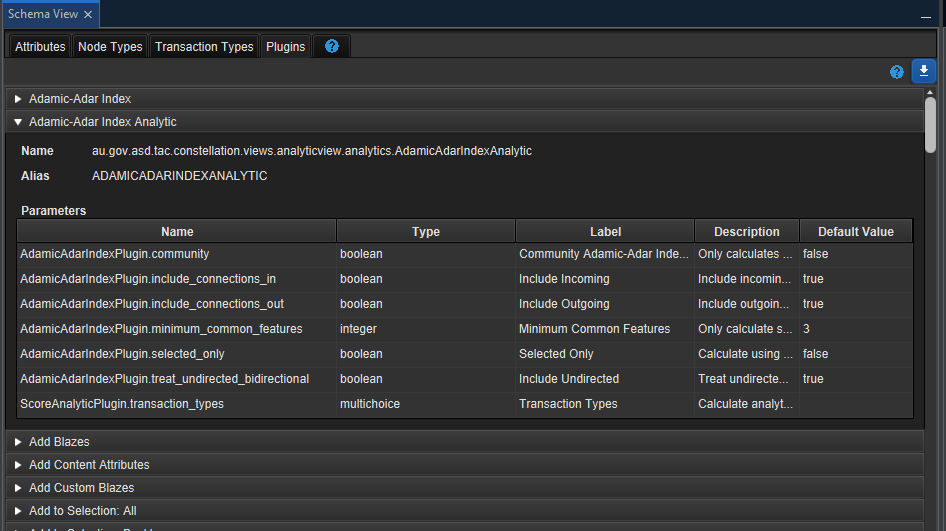 Schema View
Attributes Node Types Transaction Types Plugins
Adamic-Adar Index
Adamic-Adar Index Analytic
Name au.gov.asd.tac.constellation.views.analyticview.analytics.AdamicAdarIndexAnalytic
Alias ADAMICADARINDEXANALYTIC
Parameters
Name Type Label Description Default Value
AdamicAdarIndexPlugin.community boolean Community Adamic-Adar Inde... Only calculates ... false
AdamicAdarIndexPlugin.include_connections_in boolean Include Incoming Include incomin... true
AdamicAdarIndexPlugin.include_connections_out boolean Include Outgoing Include outgoin... true
AdamicAdarIndexPlugin.minimum_common_features integer Minimum Common Features Only calculate s... 3
AdamicAdarIndexPlugin.selected_only boolean Selected Only Calculate using ... false
AdamicAdarIndexPlugin.treat_undirected_bidirectional boolean Include Undirected Treat undirecte... true
ScoreAnalyticPlugin.transaction_types multichoice Transaction Types Calculate analyt...
Add Blazes
Add Content Attributes
Add Custom Blazes
Add to Selection: All